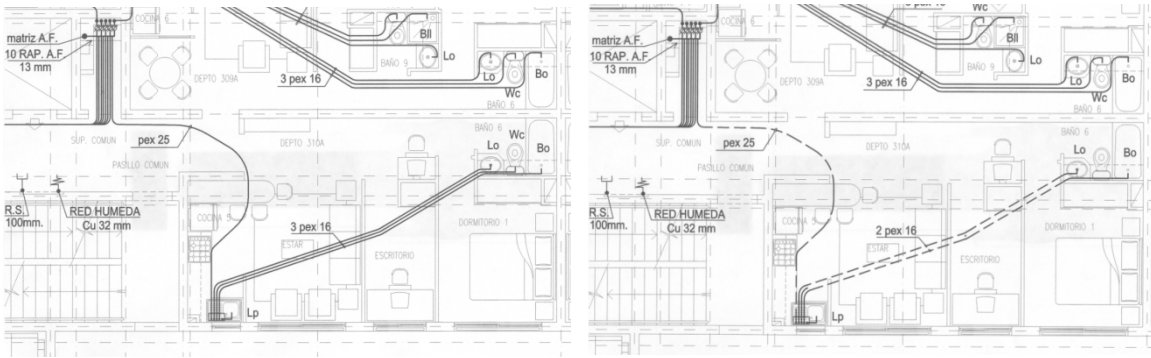 COCINA 6
matriz A.F.
10 RAP. A.F
13 mm
DEPTO 309A
3 pex 16
Bll
Lo
BAÑO 9
Lo
Wc
Bo
BAÑO 6
pex 25
SUP. COMUN
PASILLO COMUN
DEPTO 310A
BAÑO 6
Wc
Lo
Bo
R.S.
100mm.
RED HUMEDA
Cu 32 mm
COCINA 5
3 pex 16
ESTAR
ESCRITORIO
DORMITORIO 1
Lp
COCINA 6
matriz A.F.
10 RAP. A.F.
13 mm
DEPTO 309A
3 pex 16
3 pex 16
Wc
Bll
Lo
BAÑO 9
Lo
Bo
BAÑO 6
pex 25
SUP. COMUN
PASILLO COMUN
DEPTO 310A
BAÑO 6
Lo
Bo
R.S.
100mm.
RED HUMEDA
Cu 32 mm
COCINA 5
2 pex 16
ESTAR
ESCRITORIO
DORMITORIO 1
Lp